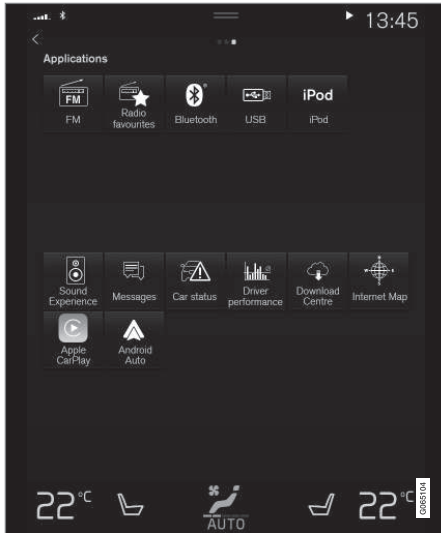 13:45
Applications
FM
FM
Radio
favourites
Bluetooth
USB
iPod
iPod
Sound
Experience
Messages
Car status
Driver
performance
Download
Centre
Internet Map
Apple
CarPlay
Android
Auto
22°C
AUTO
22°C
G065104